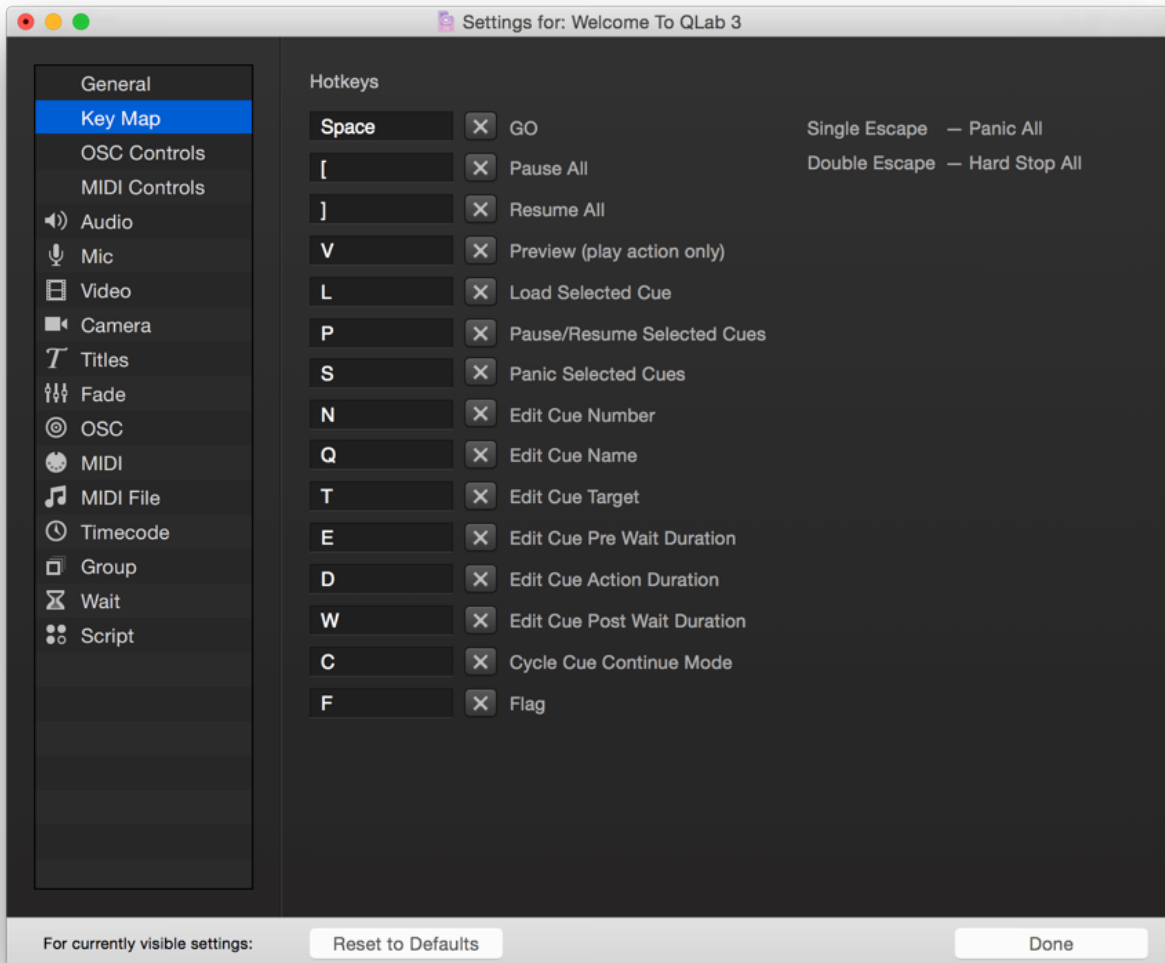 Settings for: Welcome To QLab 3
General
Key Map
OSC Controls
MIDI Controls
Audio
Mic
Video
Camera
Titles
Fade
OSC
MIDI
MIDI File
Timecode
Group
Wait
Script
Hotkeys
Space GO
[ Pause All
] Resume All
V Preview (play action only)
L Load Selected Cue
P Pause/Resume Selected Cues
S Panic Selected Cues
N Edit Cue Number
Q Edit Cue Name
T Edit Cue Target
E Edit Cue Pre Wait Duration
D Edit Cue Action Duration
W Edit Cue Post Wait Duration
C Cycle Cue Continue Mode
F Flag
Single Escape — Panic All
Double Escape — Hard Stop All
For currently visible settings: Reset to Defaults Done